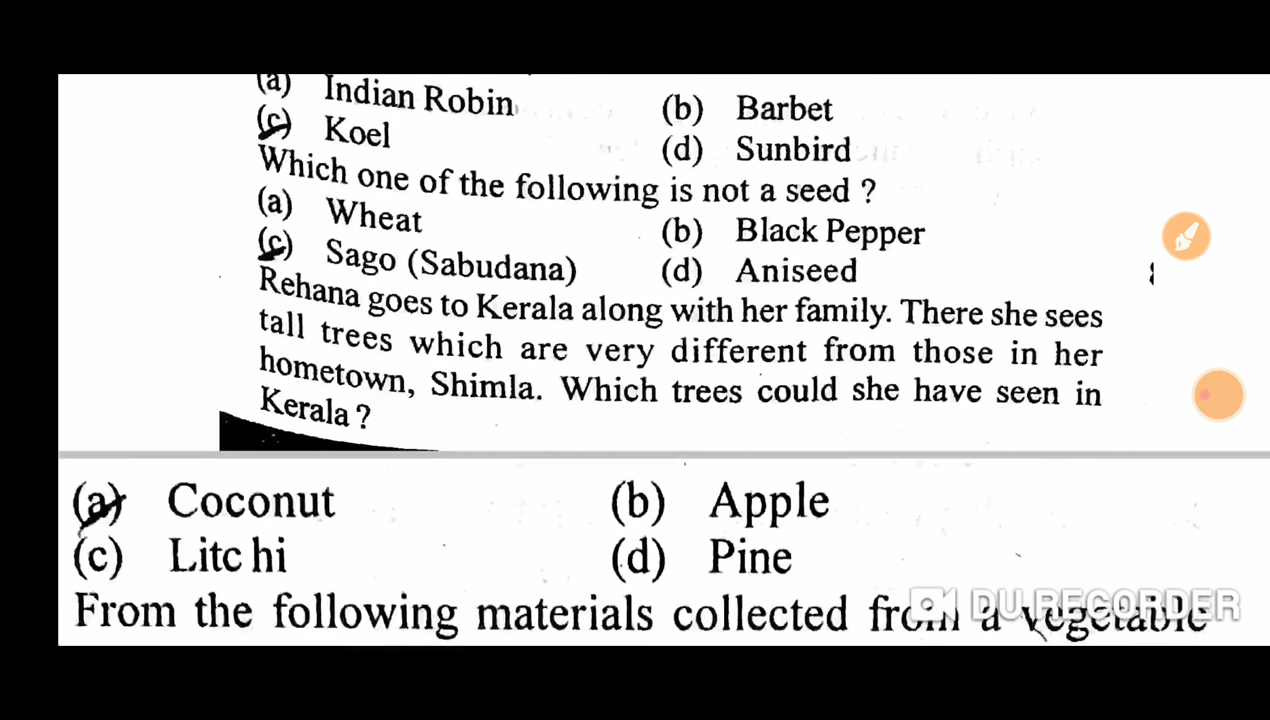 (a) Indian Robin (b) Barbet
(c) Koel (d) Sunbird
Which one of the following is not a seed ?
(a) Wheat (b) Black Pepper
(c) Sago (Sabudana) (d) Aniseed
Rehana goes to Kerala along with her family. There she sees
tall trees which are very different from those in her
hometown, Shimla. Which trees could she have seen in
Kerala ?
(a) Coconut (b) Apple
(c) Litc hi (d) Pine
From the following materials collected from a vegetable
DU RECORDER